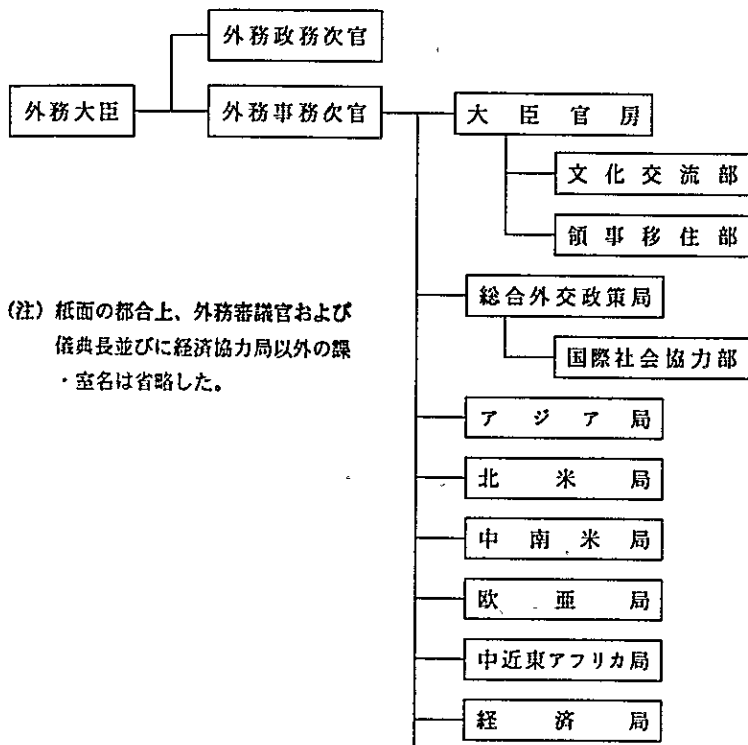 外務政務次官
外務大臣
外務事務次官
大臣官房
文化交流部
領事移住部
(注) 紙面の都合上、外務審議官および
儀典長並びに経済協力局以外の課
・室名は省略した。
総合外交政策局
国際社会協力部
アジア局
北米局
中南米局
欧亜局
中近東アフリカ局
経済局